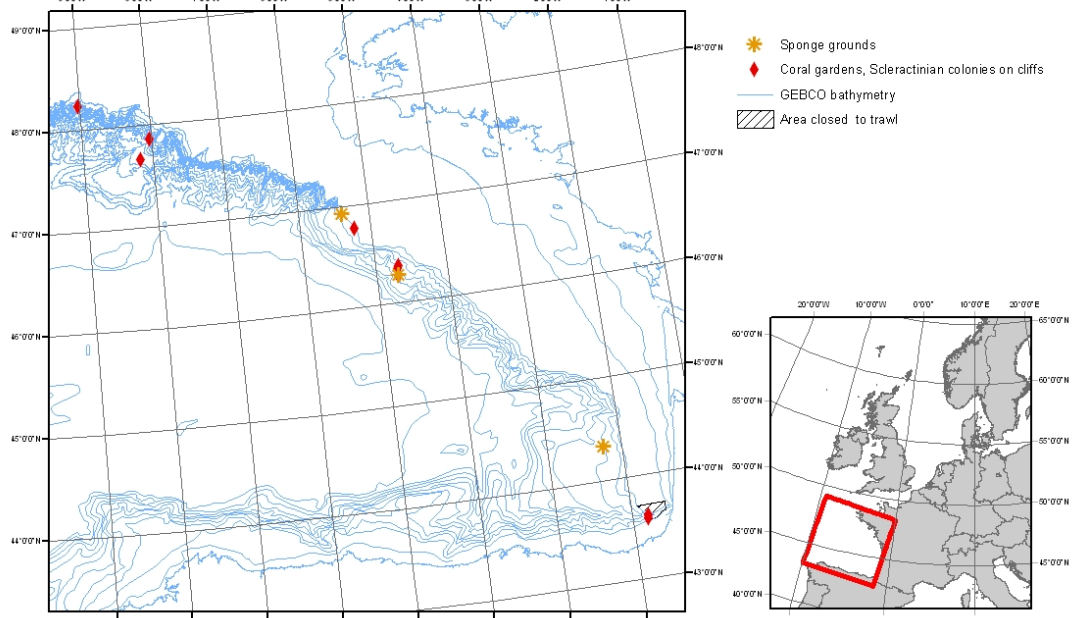 49°0'0"N
48°0'0"N
47°0'0"N
46°0'0"N
45°0'0"N
44°0'0"N
48°0'0"N
47°0'0"N
46°0'0"N
45°0'0"N
44°0'0"N
43°0'0"N
Sponge grounds
Coral gardens, Scleractinian colonies on cliffs
GEBCO bathymetry
Area closed to trawl
20°0'0"W 10°0'0"W 0°0'0" 10°0'0"E 20°0'0"E
60°0'0"N
55°0'0"N
50°0'0"N
45°0'0"N
40°0'0"N
65°0'0"N
60°0'0"N
55°0'0"N
50°0'0"N
45°0'0"N